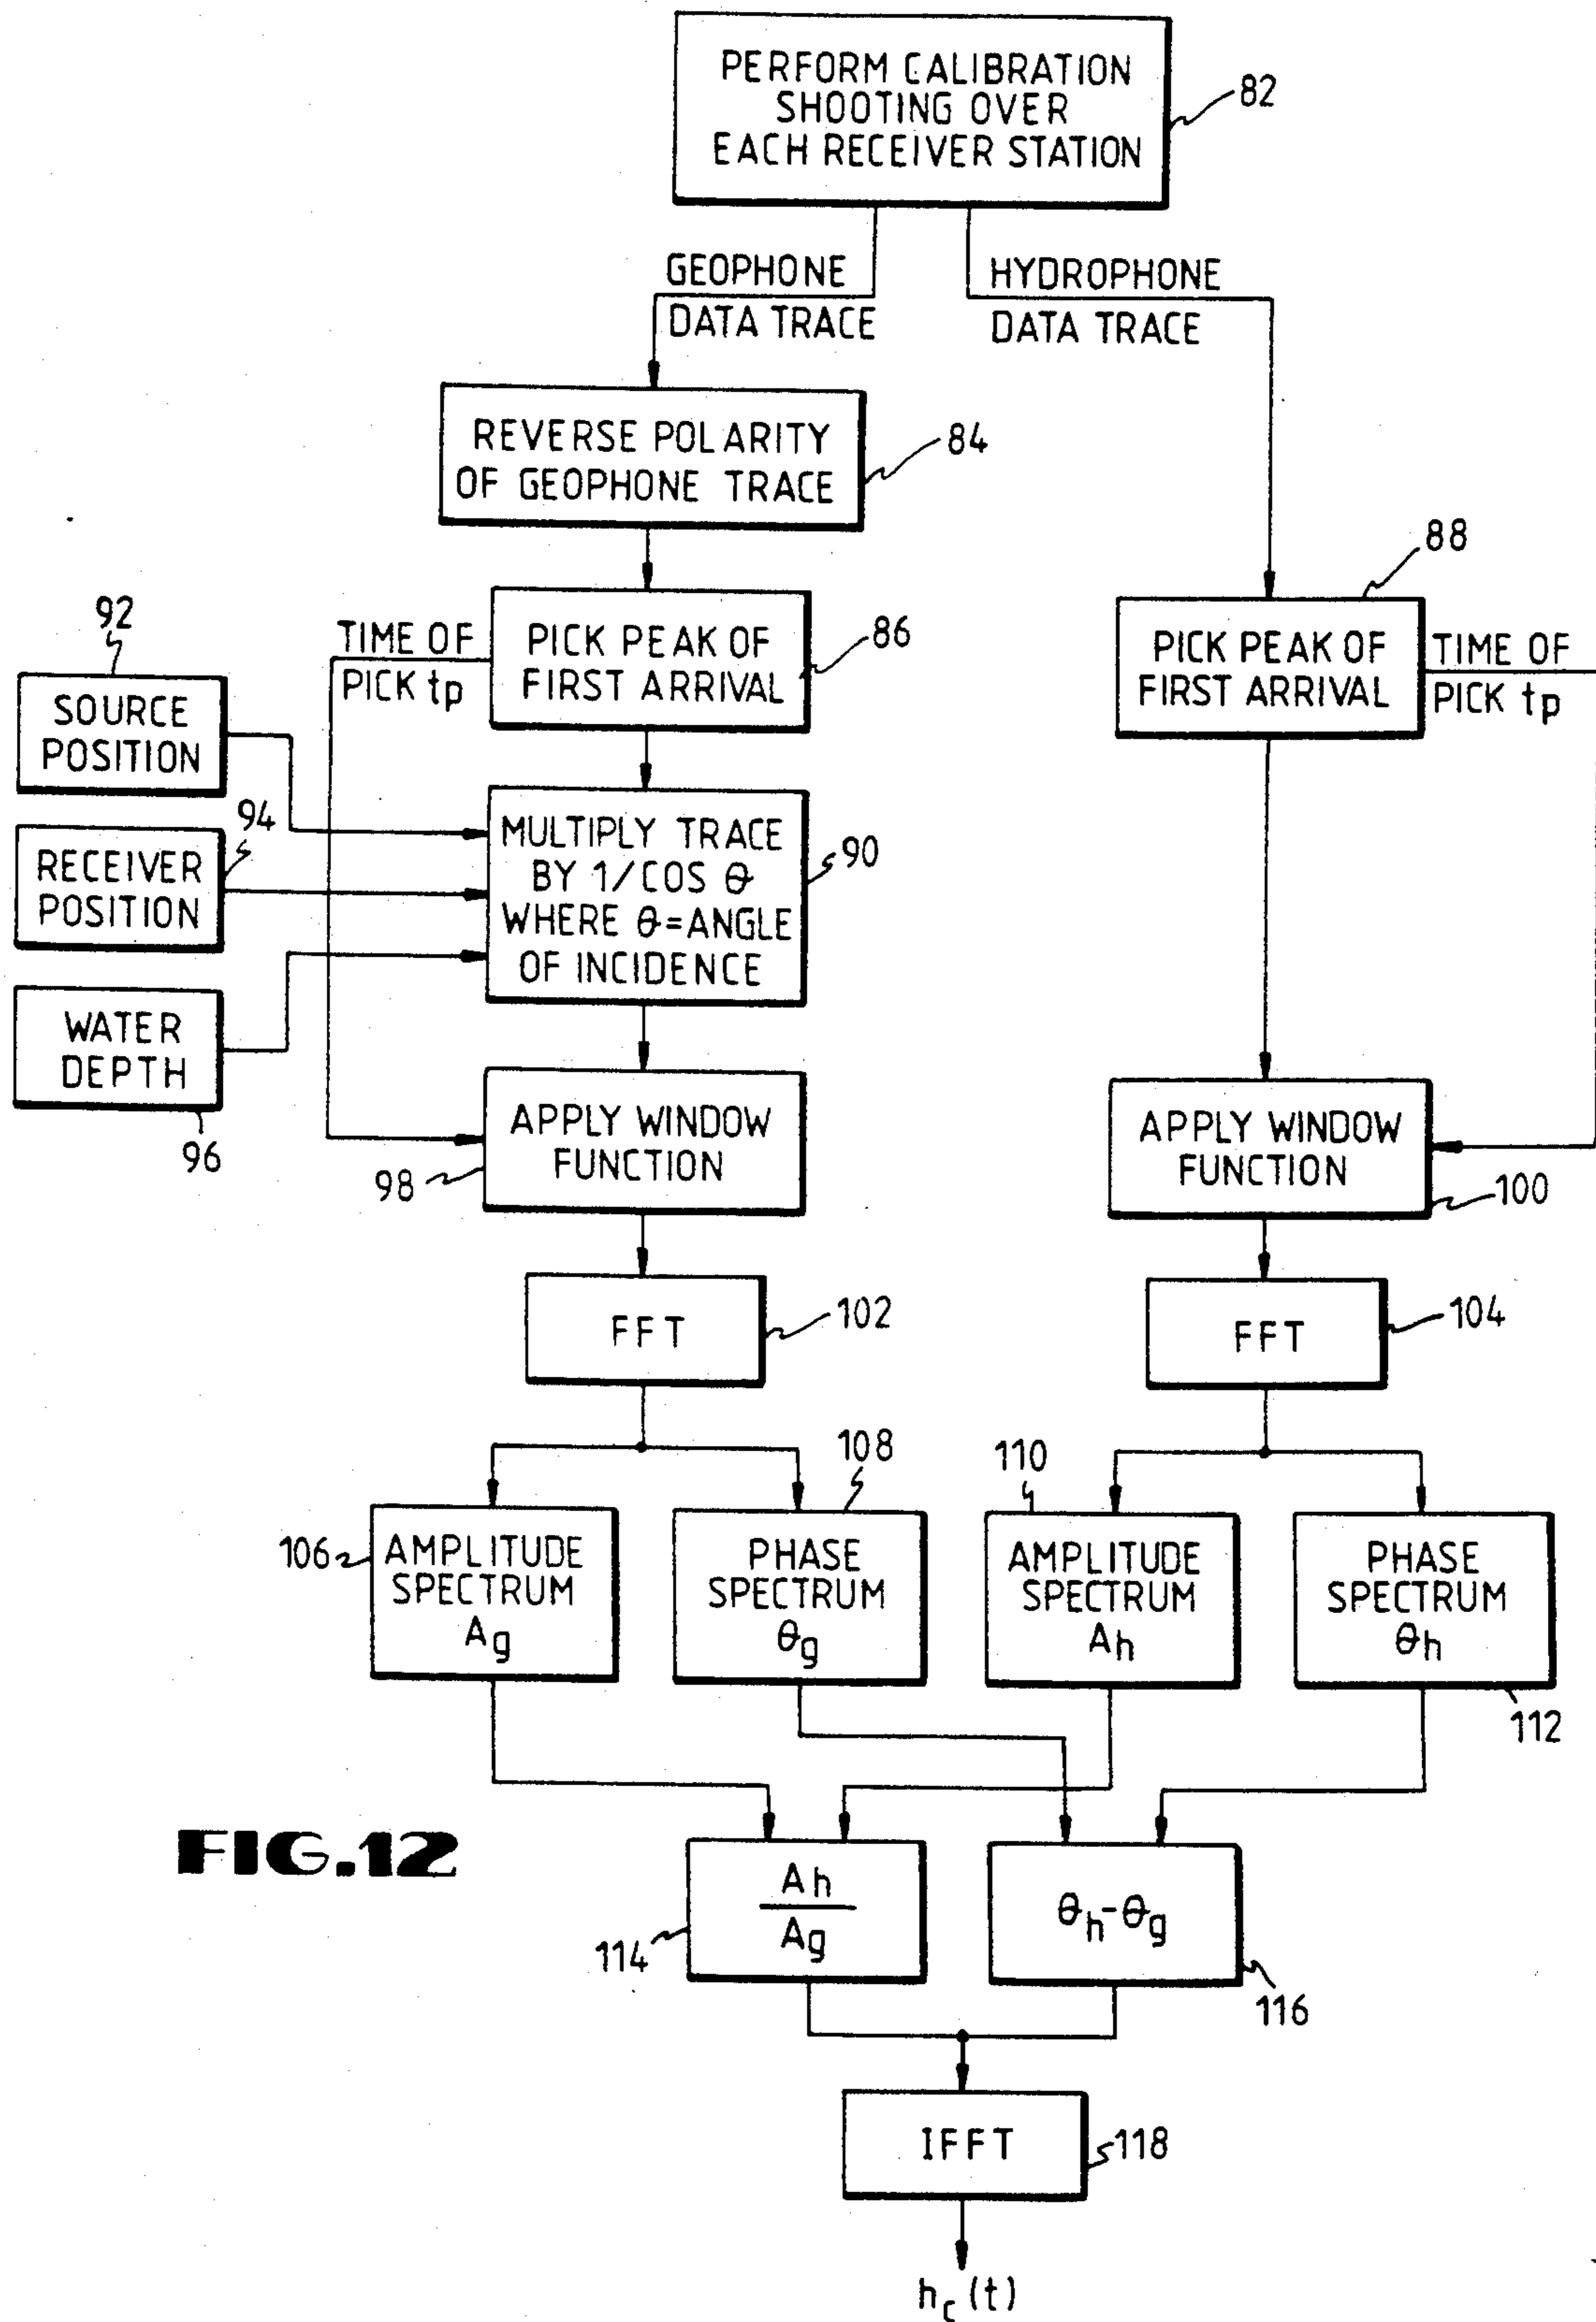 PERFORM CALIBRATION
SHOOTING OVER
EACH RECEIVER STATION
82
GEOPHONE
DATA TRACE
HYDROPHONE
DATA TRACE
REVERSE POLARITY
OF GEOPHONE TRACE
84
88
92
TIME OF
PICK tp
PICK PEAK OF
FIRST ARRIVAL
86
PICK PEAK OF
FIRST ARRIVAL
TIME OF
PICK tp
SOURCE
POSITION
94
RECEIVER
POSITION
MULTIPLY TRACE
BY 1/COS θ
WHERE θ=ANGLE
OF INCIDENCE
90
WATER
DEPTH
96
APPLY WINDOW
FUNCTION
98
APPLY WINDOW
FUNCTION
100
FFT
102
FFT
104
108
110
106
AMPLITUDE
SPECTRUM
Ag
PHASE
SPECTRUM
θg
AMPLITUDE
SPECTRUM
Ah
PHASE
SPECTRUM
θh
112
FIG.12
Ah
Ag
114
θh-θg
116
IFFT
118
hc(t)